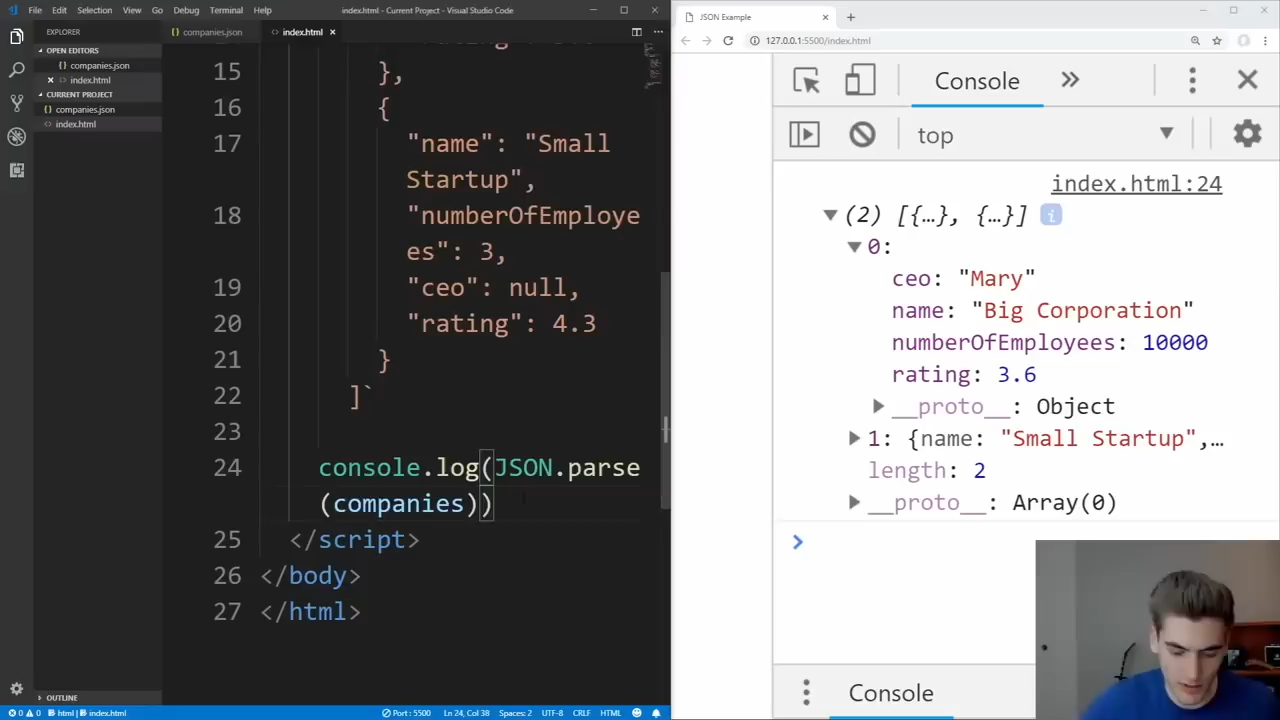 File Edit Selection View Go Debug Terminal Help
index.html - Current Project - Visual Studio Code
EXPLORER
OPEN EDITORS
companies.json
index.html
CURRENT PROJECT
companies.json
index.html
OUTLINE
companies.json
index.html
15 },
16 {
17 "name": "Small
Startup",
18 "numberOfEmploye
es": 3,
19 "ceo": null,
20 "rating": 4.3
21 }
22 ]`
23
24 console.log(JSON.parse
(companies))
25 </script>
26 </body>
27 </html>
0 0 html index.html
Port : 5500 Ln 24, Col 38 Spaces: 2 UTF-8 CRLF HTML
JSON Example
127.0.0.1:5500/index.html
Console
top
index.html:24
(2) [{…}, {…}] i
0:
ceo: "Mary"
name: "Big Corporation"
numberOfEmployees: 10000
rating: 3.6
__proto__: Object
1: {name: "Small Startup",…
length: 2
__proto__: Array(0)
Console